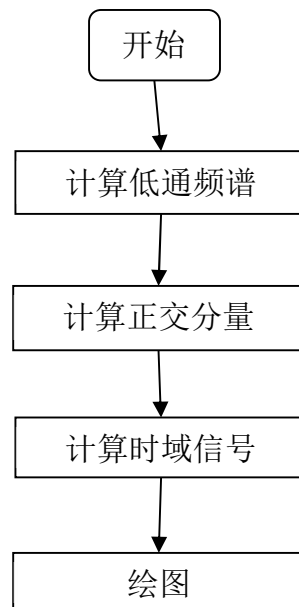 开始
计算低通频谱
计算正交分量
计算时域信号
绘图